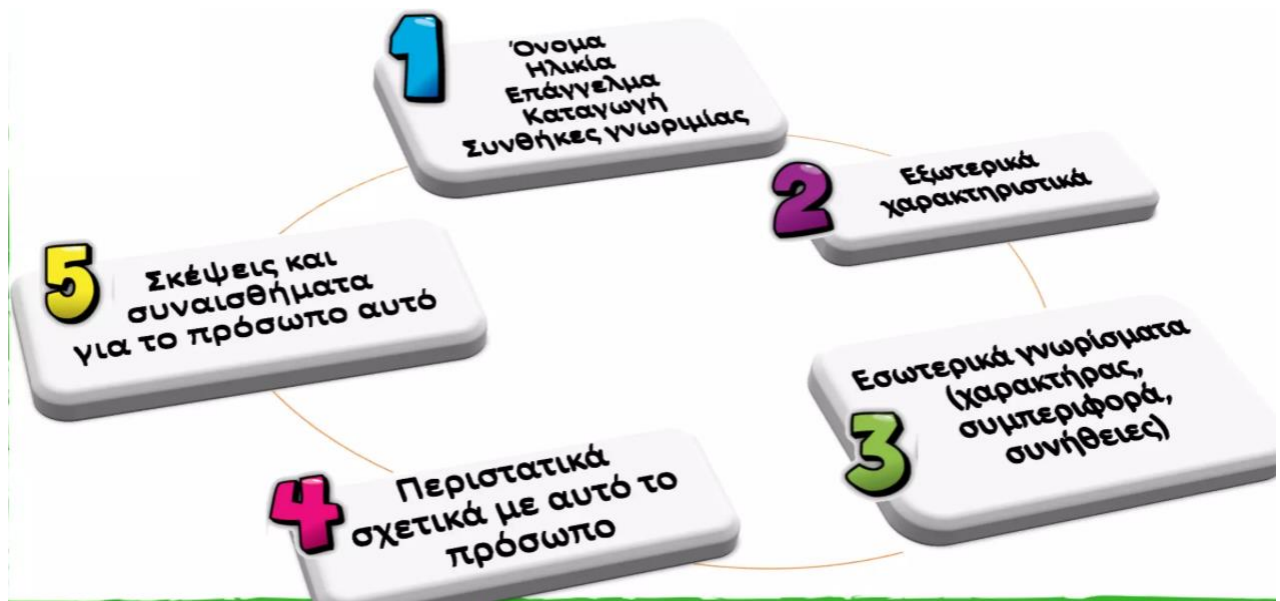 1
Όνομα
Ηλικία
Επάγγελμα
Καταγωγή
Συνθήκες γνωριμίας
2
Εξωτερικά
χαρακτηριστικά
3
Εσωτερικά γνωρίσματα
(χαρακτήρας,
συμπεριφορά,
συνήθειες)
4
Περιστατικά
σχετικά με αυτό το
πρόσωπο
5
Σκέψεις και
συναισθήματα
για το πρόσωπο αυτό